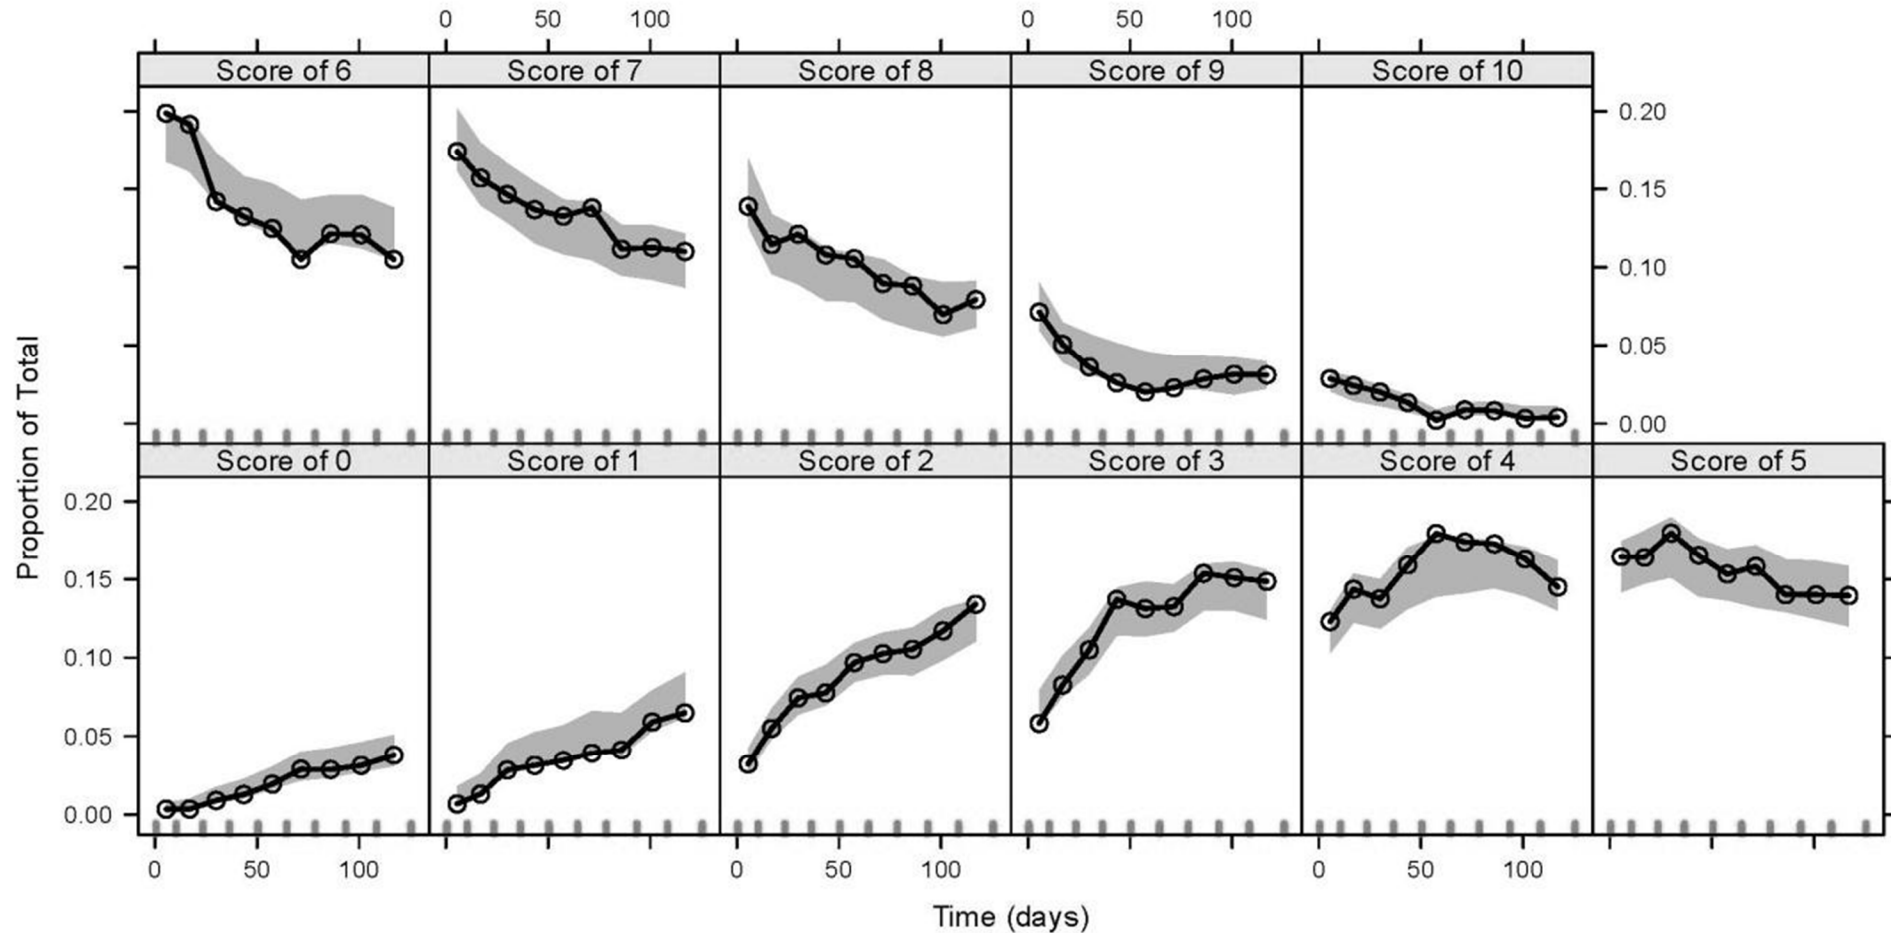 0 50 100 0 50 100
Score of 6 Score of 7 Score of 8 Score of 9 Score of 10
0.20
0.15
0.10
0.05
0.00
Score of 0 Score of 1 Score of 2 Score of 3 Score of 4 Score of 5
0.20
0.15
0.10
0.05
0.00
0 50 100 0 50 100 0 50 100
Proportion of Total
Time (days)